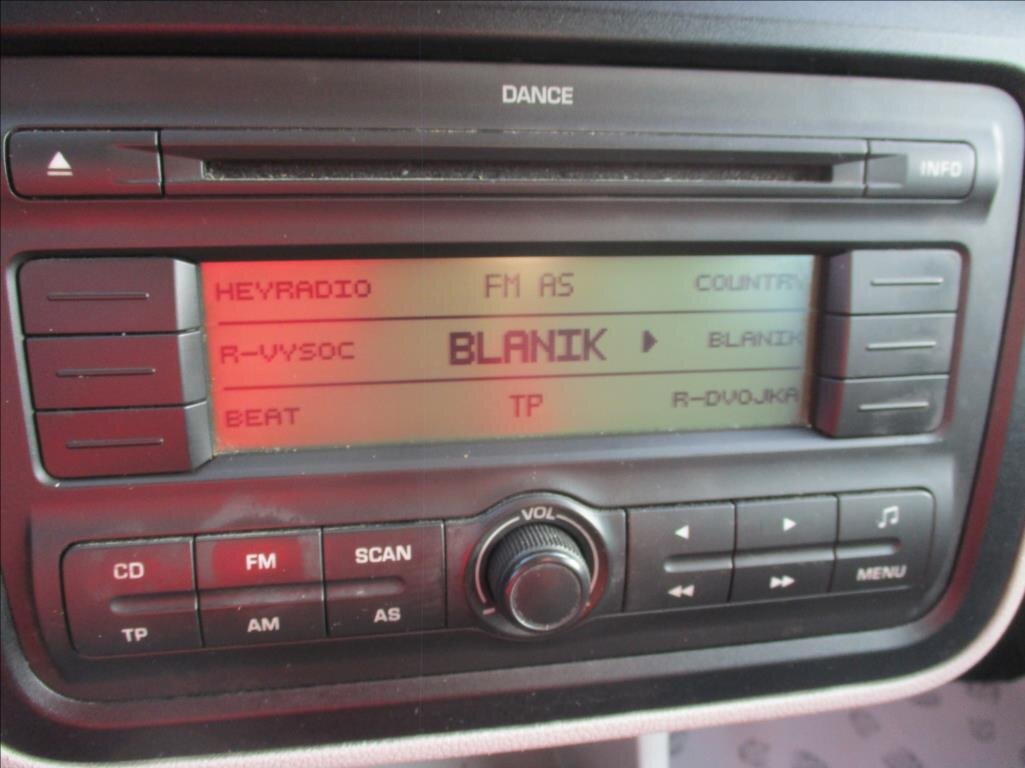 DANCE
INFO
HEYRADIO FM AS COUNTRY
R-VYSOC BLANIK BLANIK
BEAT TP R-DVOJKA
VOL
CD FM SCAN
TP AM AS MENU